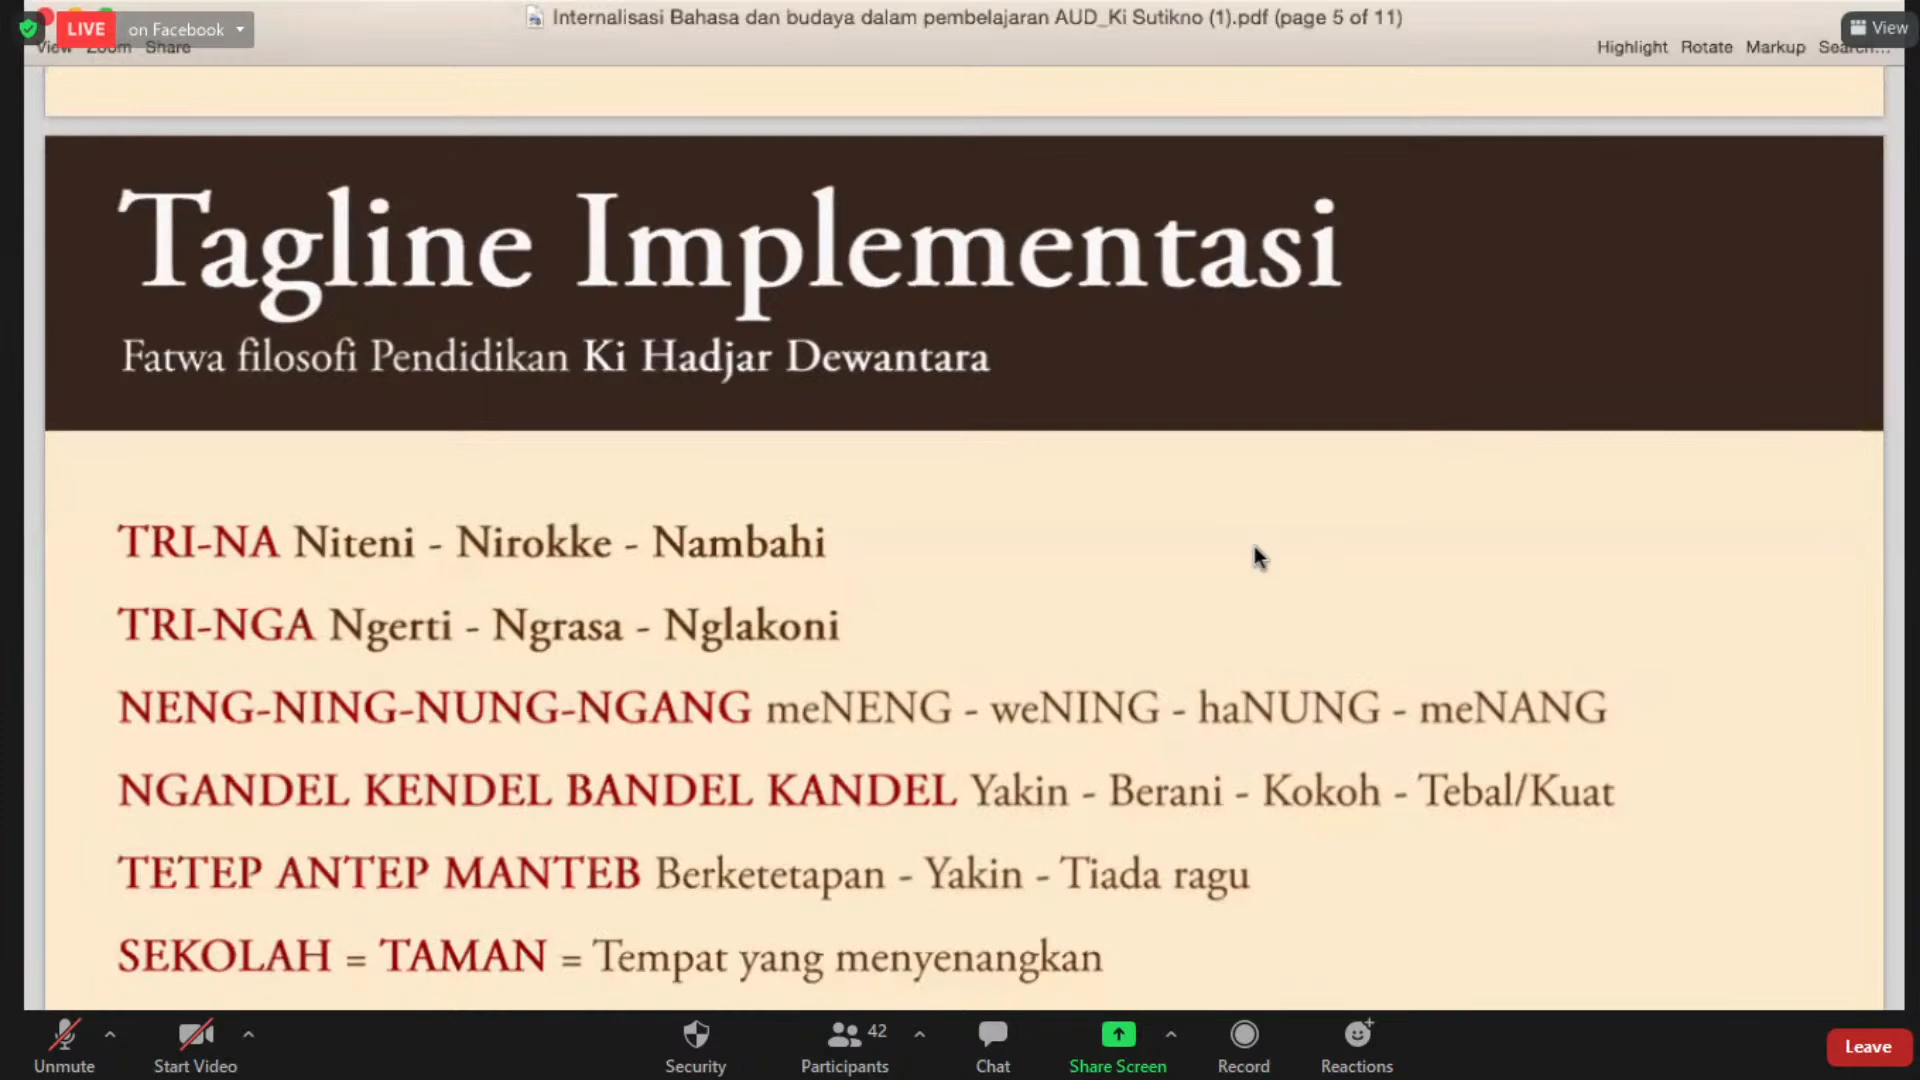 Internalisasi Bahasa dan budaya dalam pembelajaran AUD_Ki Sutikno (1).pdf (page 5 of 11)
LIVE on Facebook
View
View Zoom Share
Highlight Rotate Markup Search...
Tagline Implementasi
Fatwa filosofi Pendidikan Ki Hadjar Dewantara
TRI-NA Niteni - Nirokke - Nambahi
TRI-NGA Ngerti - Ngrasa - Nglakoni
NENG-NING-NUNG-NGANG meNENG - weNING - haNUNG - meNANG
NGANDEL KENDEL BANDEL KANDEL Yakin - Berani - Kokoh - Tebal/Kuat
TETEP ANTEP MANTEB Berketetapan - Yakin - Tiada ragu
SEKOLAH = TAMAN = Tempat yang menyenangkan
42
Unmute Start Video Security Participants Chat Share Screen Record Reactions Leave